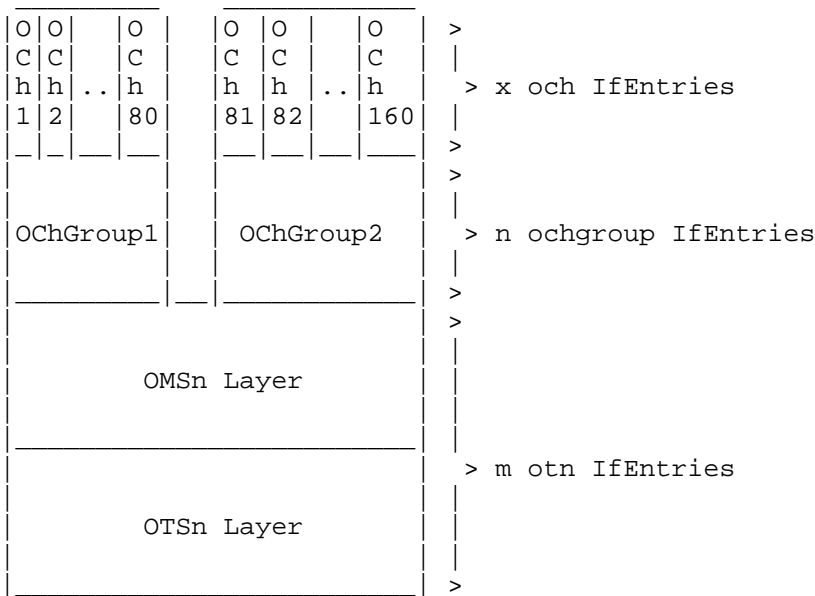 |O|O|  |O |  |O |O |  |O  | >
|C|C|  |C |  |C |C |  |C  | |
|h|h|..|h |  |h |h |..|h  |  > x och IfEntries
|1|2|  |80|  |81|82|  |160| |
OChGroup1 OChGroup2 > n ochgroup IfEntries
OMSn Layer
> m otn IfEntries
OTSn Layer